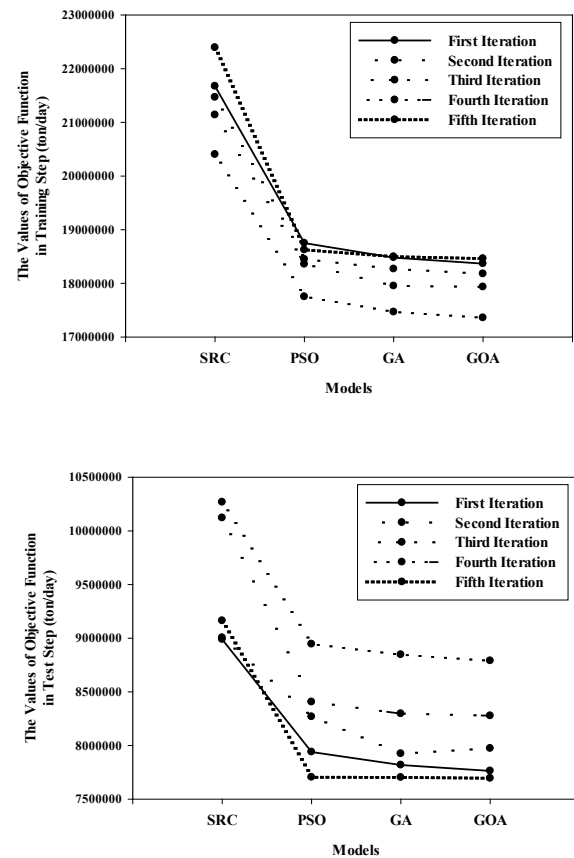 The Values of Objective Function
in Training Step (ton/day)
23000000
22000000
21000000
20000000
19000000
18000000
17000000
First Iteration
Second Iteration
Third Iteration
Fourth Iteration
Fifth Iteration
SRC PSO GA GOA
Models
The Values of Objective Function
in Test Step (ton/day)
10500000
10000000
9500000
9000000
8500000
8000000
7500000
First Iteration
Second Iteration
Third Iteration
Fourth Iteration
Fifth Iteration
SRC PSO GA GOA
Models